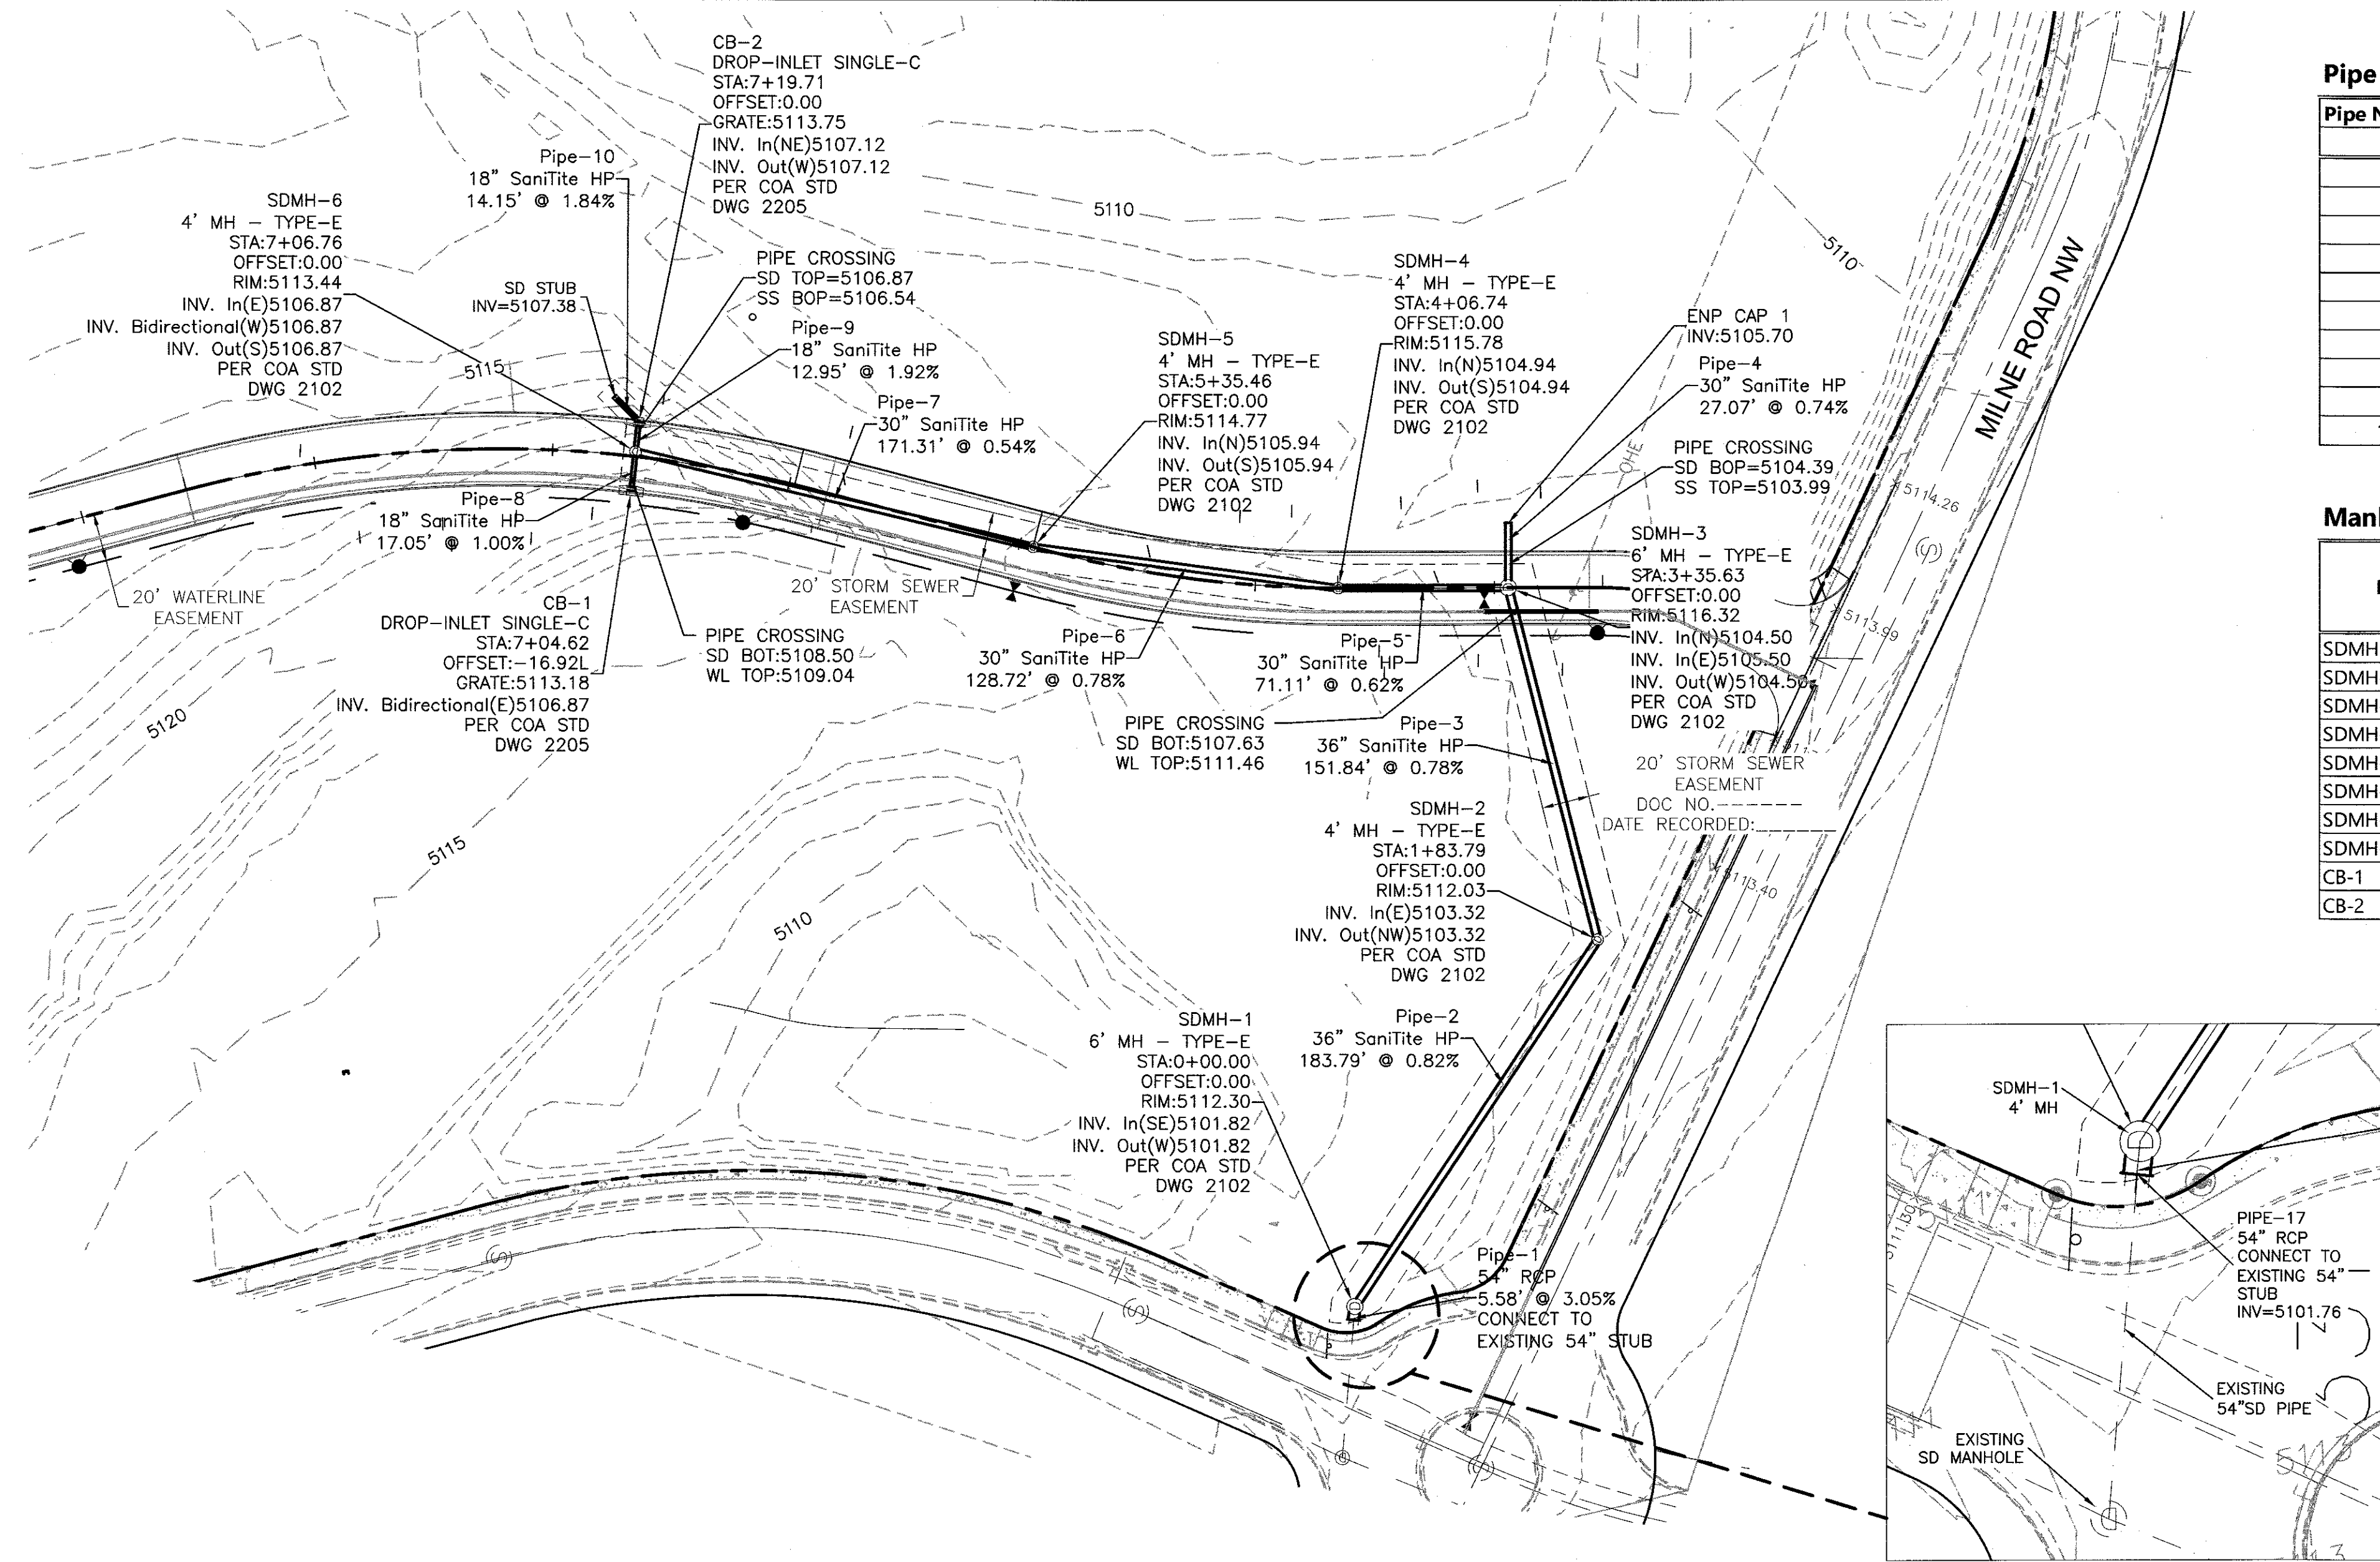 CB-2
DROP-INLET SINGLE-C
STA:7+19.71
OFFSET:0.00
GRATE:5113.75
INV. In(NE)5107.12
INV. Out(W)5107.12
PER COA STD
DWG 2205
Pipe-10
18" SaniTite HP
14.15' @ 1.84%
SDMH-6
4' MH - TYPE-E
STA:7+06.76
OFFSET:0.00
RIM:5113.44
INV. In(E)5106.87
INV. Bidirectional(W)5106.87
INV. Out(S)5106.87
PER COA STD
DWG 2102
SD STUB
INV=5107.38
PIPE CROSSING
SD TOP=5106.87
SS BOP=5106.54
Pipe-9
18" SaniTite HP
12.95' @ 1.92%
Pipe-7
30" SaniTite HP
171.31' @ 0.54%
SDMH-5
4' MH - TYPE-E
STA:5+35.46
OFFSET:0.00
RIM:5114.77
INV. In(N)5105.94
INV. Out(S)5105.94
PER COA STD
DWG 2102
SDMH-4
4' MH - TYPE-E
STA:4+06.74
OFFSET:0.00
RIM:5115.78
INV. In(N)5104.94
INV. Out(S)5104.94
PER COA STD
DWG 2102
ENP CAP 1
INV:5105.70
Pipe-4
30" SaniTite HP
27.07' @ 0.74%
PIPE CROSSING
SD BOP=5104.39
SS TOP=5103.99
SDMH-3
6' MH - TYPE-E
STA:3+35.63
OFFSET:0.00
RIM:5116.32
INV. In(N)5104.50
INV. In(E)5105.50
INV. Out(W)5104.50
PER COA STD
DWG 2102
MILNE ROAD NW
5110
5110
5115
OHE
5114.26
(S)
5113.99
Pipe-8
18" SaniTite HP
17.05' @ 1.00%
20' WATERLINE
EASEMENT
CB-1
DROP-INLET SINGLE-C
STA:7+04.62
OFFSET:-16.92L
GRATE:5113.18
INV. Bidirectional(E)5106.87
PER COA STD
DWG 2205
PIPE CROSSING
SD BOT:5108.50
WL TOP:5109.04
20' STORM SEWER
EASEMENT
Pipe-6
30" SaniTite HP
128.72' @ 0.78%
Pipe-5
30" SaniTite HP
71.11' @ 0.62%
PIPE CROSSING
SD BOT:5107.63
WL TOP:5111.46
Pipe-3
36" SaniTite HP
151.84' @ 0.78%
20' STORM SEWER
EASEMENT
DOC NO.------
DATE RECORDED:_______
5120
5115
5110
SDMH-2
4' MH - TYPE-E
STA:1+83.79
OFFSET:0.00
RIM:5112.03
INV. In(E)5103.32
INV. Out(NW)5103.32
PER COA STD
DWG 2102
5113.40
SDMH-1
6' MH - TYPE-E
STA:0+00.00
OFFSET:0.00
RIM:5112.30
INV. In(SE)5101.82
INV. Out(W)5101.82
PER COA STD
DWG 2102
Pipe-2
36" SaniTite HP
183.79' @ 0.82%
Pipe-1
54" RCP
5.58' @ 3.05%
CONNECT TO
EXISTING 54" STUB
(S)
(S)
(S)
SDMH-1
4' MH
PIPE-17
54" RCP
CONNECT TO
EXISTING 54"
STUB
INV=5101.76
EXISTING
54"SD PIPE
EXISTING
SD MANHOLE
Pipe
Pipe N
SDMH
SDMH
SDMH
SDMH
SDMH
SDMH
SDMH
SDMH
CB-1
CB-2